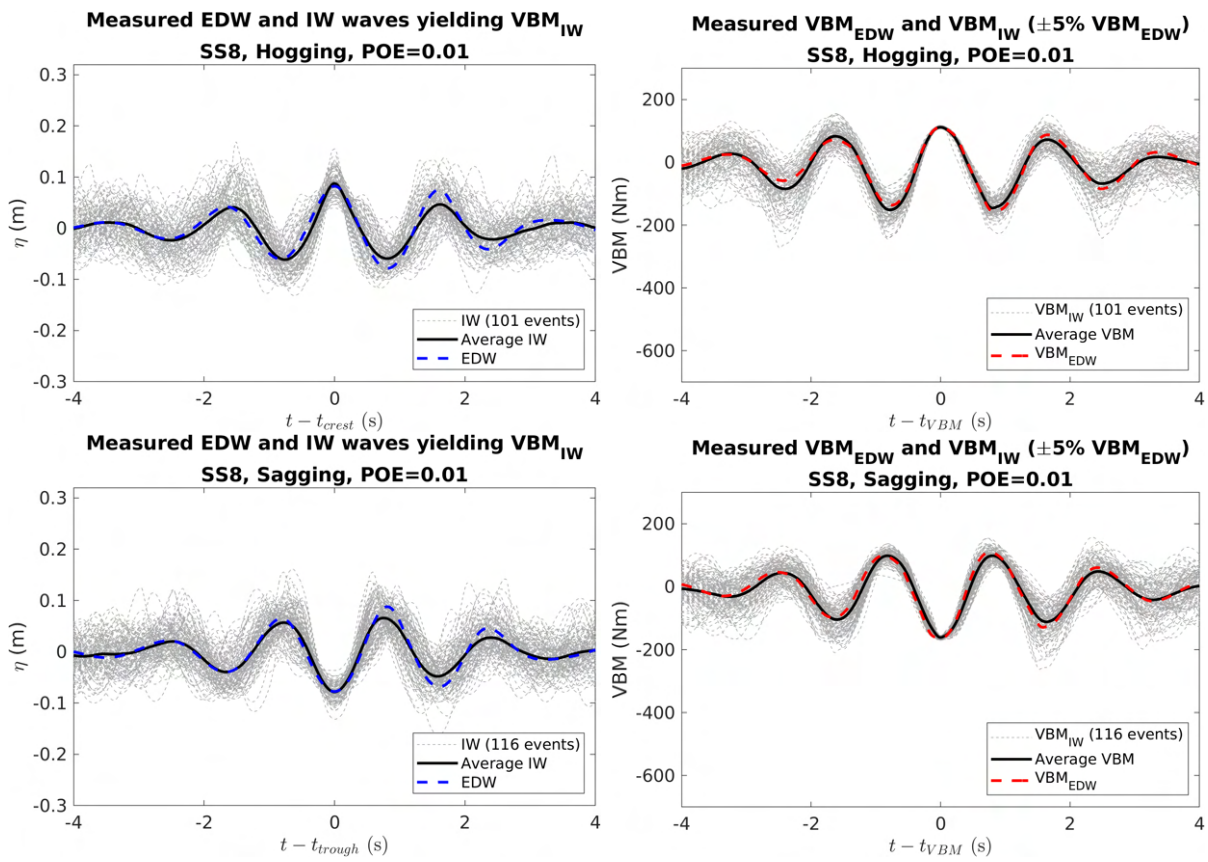 Measured EDW and IW waves yielding VBM_IW
SS8, Hogging, POE=0.01
0.3
0.2
0.1
0
-0.1
-0.2
-0.3
η (m)
IW (101 events)
Average IW
EDW
-4 -2 0 2 4
t − t_crest (s)
Measured VBM_EDW and VBM_IW (±5% VBM_EDW)
SS8, Hogging, POE=0.01
200
0
-200
-400
-600
VBM (Nm)
VBM_IW (101 events)
Average VBM
VBM_EDW
-4 -2 0 2 4
t − t_VBM (s)
Measured EDW and IW waves yielding VBM_IW
SS8, Sagging, POE=0.01
0.3
0.2
0.1
0
-0.1
-0.2
-0.3
η (m)
IW (116 events)
Average IW
EDW
-4 -2 0 2 4
t − t_trough (s)
Measured VBM_EDW and VBM_IW (±5% VBM_EDW)
SS8, Sagging, POE=0.01
200
0
-200
-400
-600
VBM (Nm)
VBM_IW (116 events)
Average VBM
VBM_EDW
-4 -2 0 2 4
t − t_VBM (s)